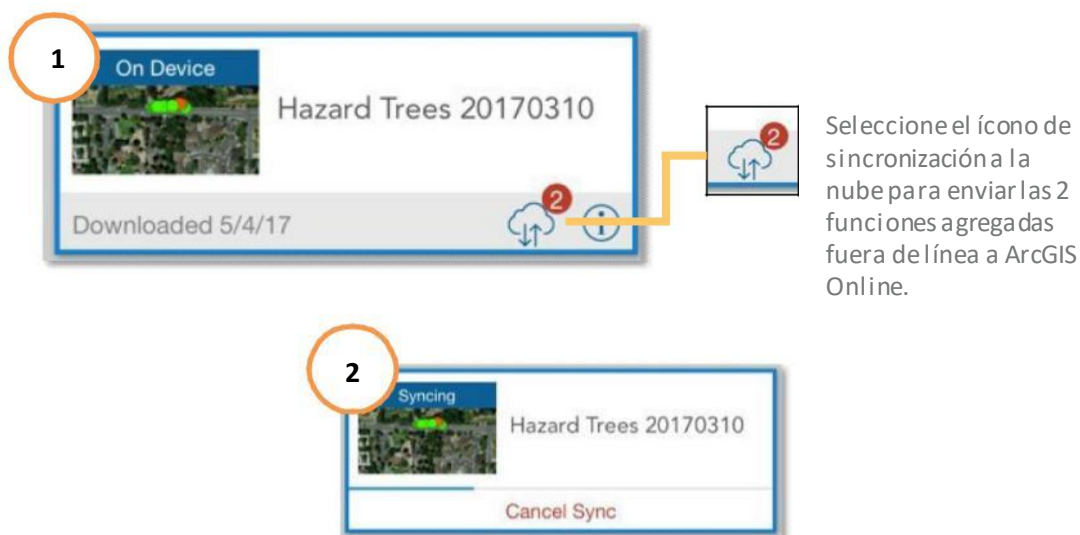 1
On Device
Hazard Trees 20170310
Downloaded 5/4/17
2
2
Seleccione el ícono de
sincronización a la
nube para enviar las 2
funciones agregadas
fuera de línea a ArcGIS
Online.
2
Syncing
Hazard Trees 20170310
Cancel Sync